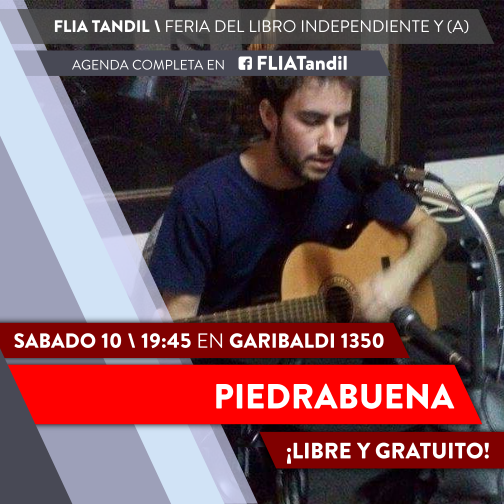 FLIA TANDIL \ FERIA DEL LIBRO INDEPENDIENTE Y (A)
AGENDA COMPLETA EN FLIATandil
SABADO 10 \ 19:45 EN GARIBALDI 1350
PIEDRABUENA
¡LIBRE Y GRATUITO!